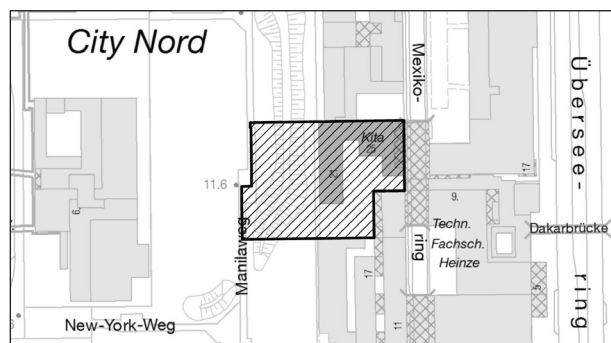 City Nord
Mexiko-
Übersee-
Kita
25
17
11.6
6.
9.
Techn.
Fachsch.
Heinze
Dakarbrücke
ring
ring
Manilaweg
17
5
New-York-Weg
11